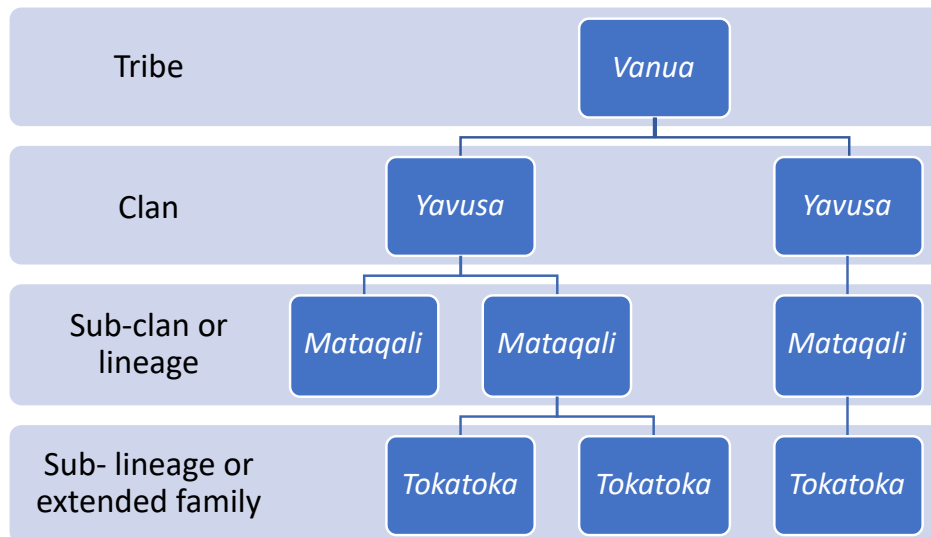 Tribe
Vanua
Clan
Yavusa
Yavusa
Sub-clan or
lineage
Mataqali
Mataqali
Mataqali
Sub- lineage or
extended family
Tokatoka
Tokatoka
Tokatoka